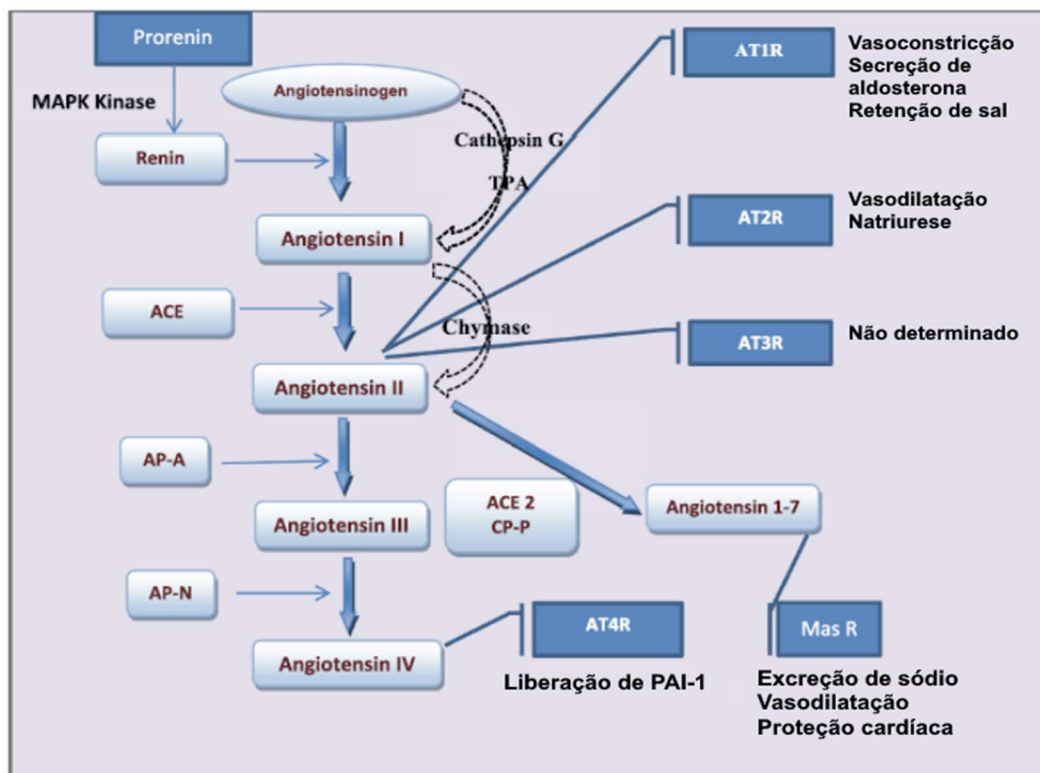 Prorenin
MAPK Kinase
Angiotensinogen
Renin
Cathepsin G
TPA
Angiotensin I
ACE
Chymase
Angiotensin II
AP-A
Angiotensin III
ACE 2
CP-P
Angiotensin 1-7
AP-N
Angiotensin IV
AT1R
Vasoconstricção
Secreção de
aldosterona
Retenção de sal
AT2R
Vasodilatação
Natriurese
AT3R
Não determinado
AT4R
Liberação de PAI-1
Mas R
Excreção de sódio
Vasodilatação
Proteção cardíaca